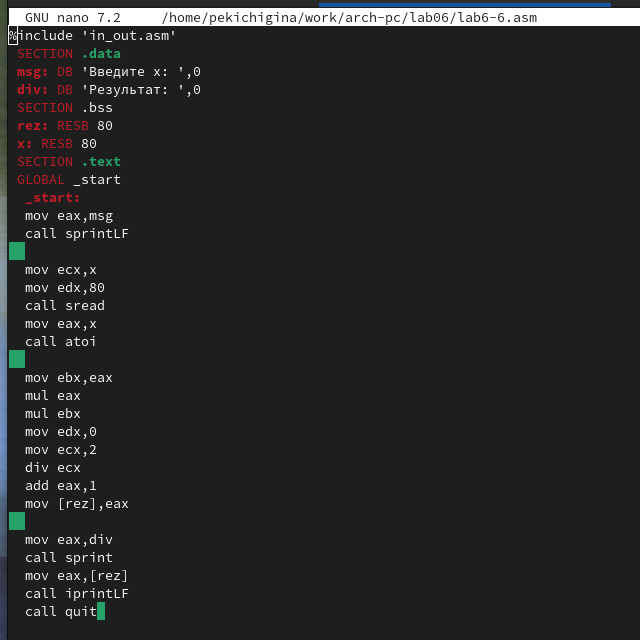 GNU nano 7.2 /home/pekichigina/work/arch-pc/lab06/lab6-6.asm
%include 'in_out.asm'
SECTION .data
msg: DB 'Введите x: ',0
div: DB 'Результат: ',0
SECTION .bss
rez: RESB 80
x: RESB 80
SECTION .text
GLOBAL _start
_start:
mov eax,msg
call sprintLF
mov ecx,x
mov edx,80
call sread
mov eax,x
call atoi
mov ebx,eax
mul eax
mul ebx
mov edx,0
mov ecx,2
div ecx
add eax,1
mov [rez],eax
mov eax,div
call sprint
mov eax,[rez]
call iprintLF
call quit